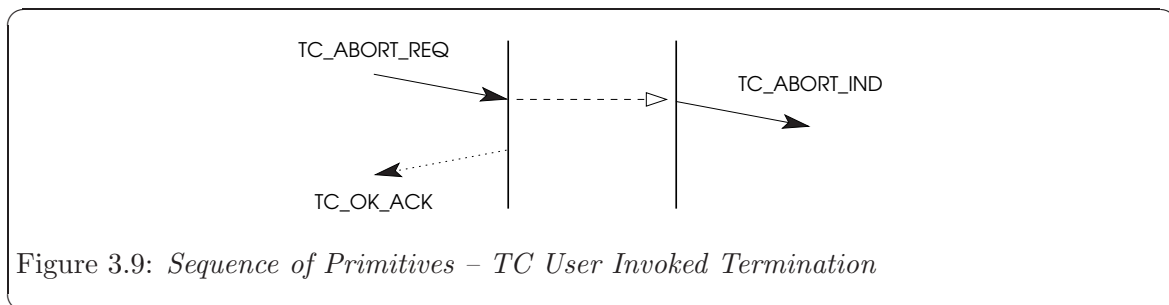 TC_ABORT_REQ
TC_ABORT_IND
TC_OK_ACK
Figure 3.9: Sequence of Primitives – TC User Invoked Termination